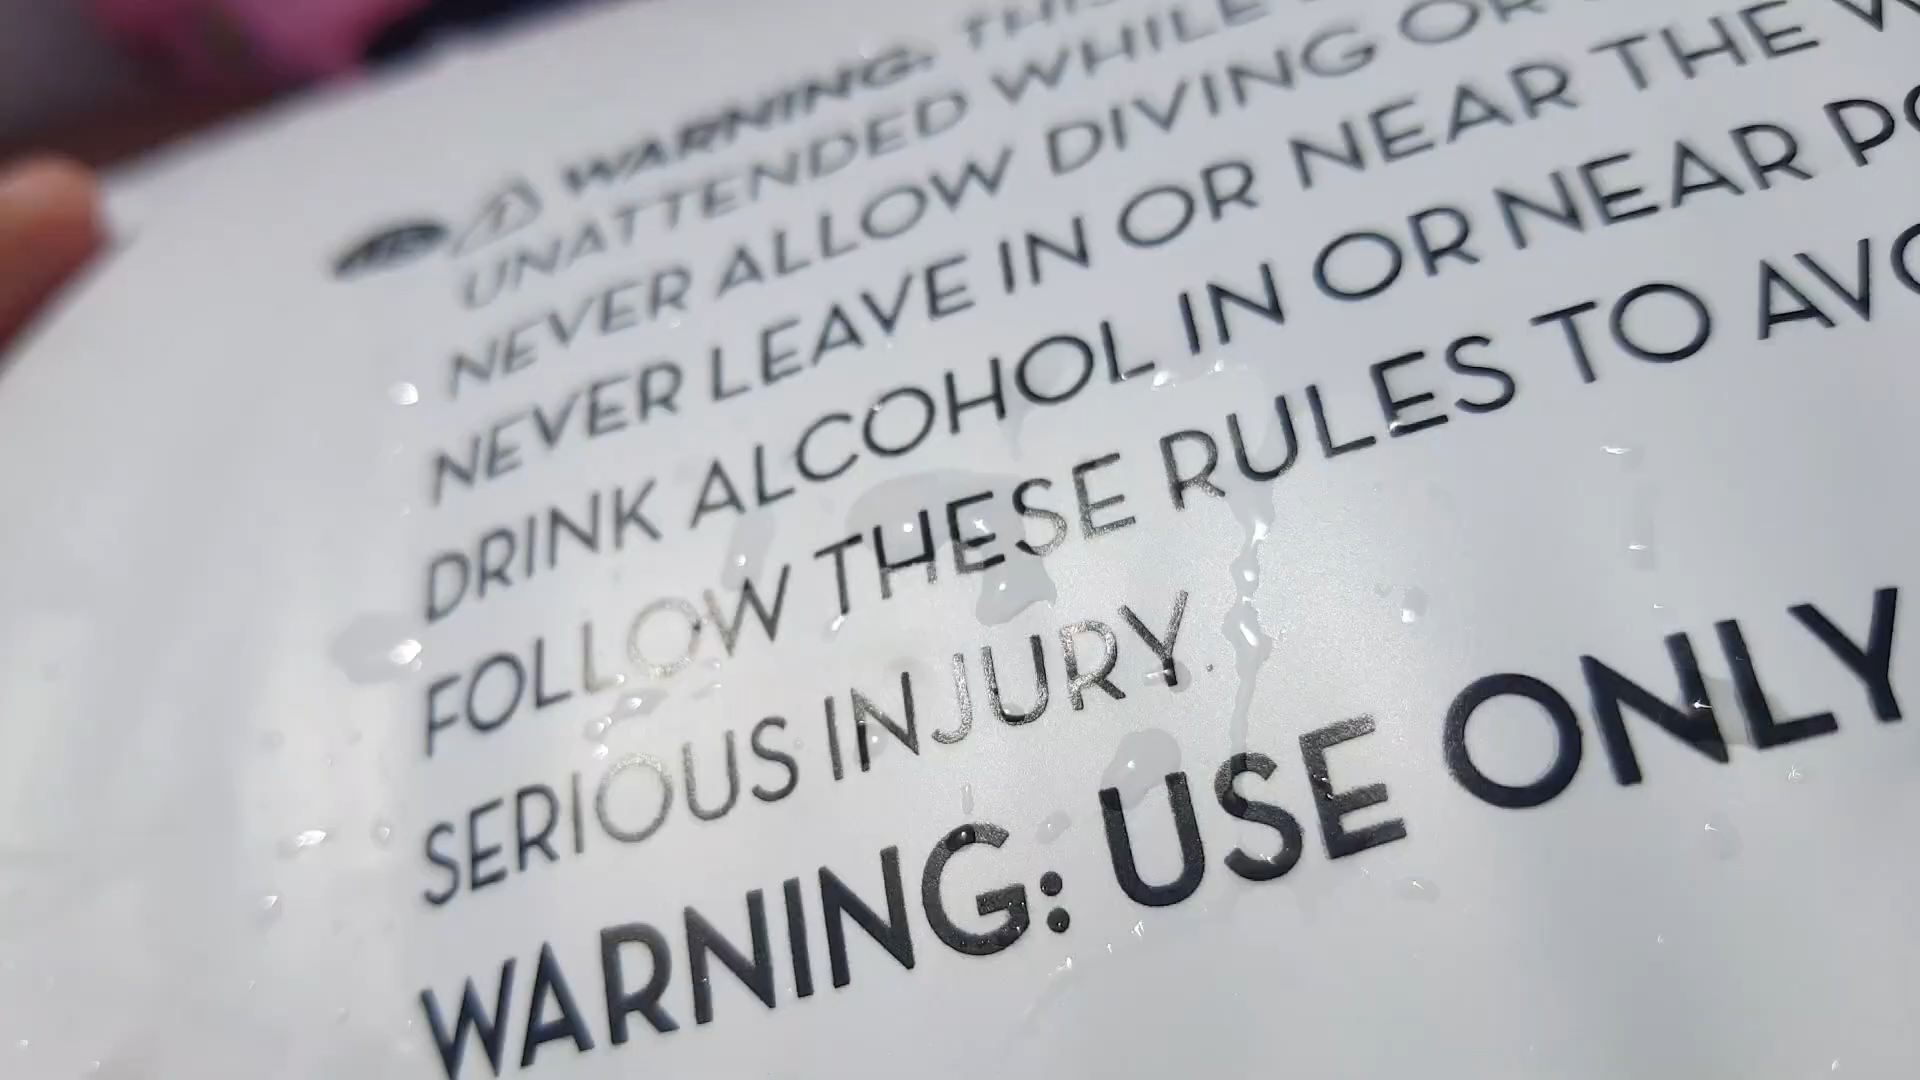 WARNING.
UNATTENDED WHILE
NEVER ALLOW DIVING OR
NEVER LEAVE IN OR NEAR THE
DRINK ALCOHOL IN OR NEAR
FOLLOW THESE RULES TO
SERIOUS INJURY.
WARNING: USE ONLY